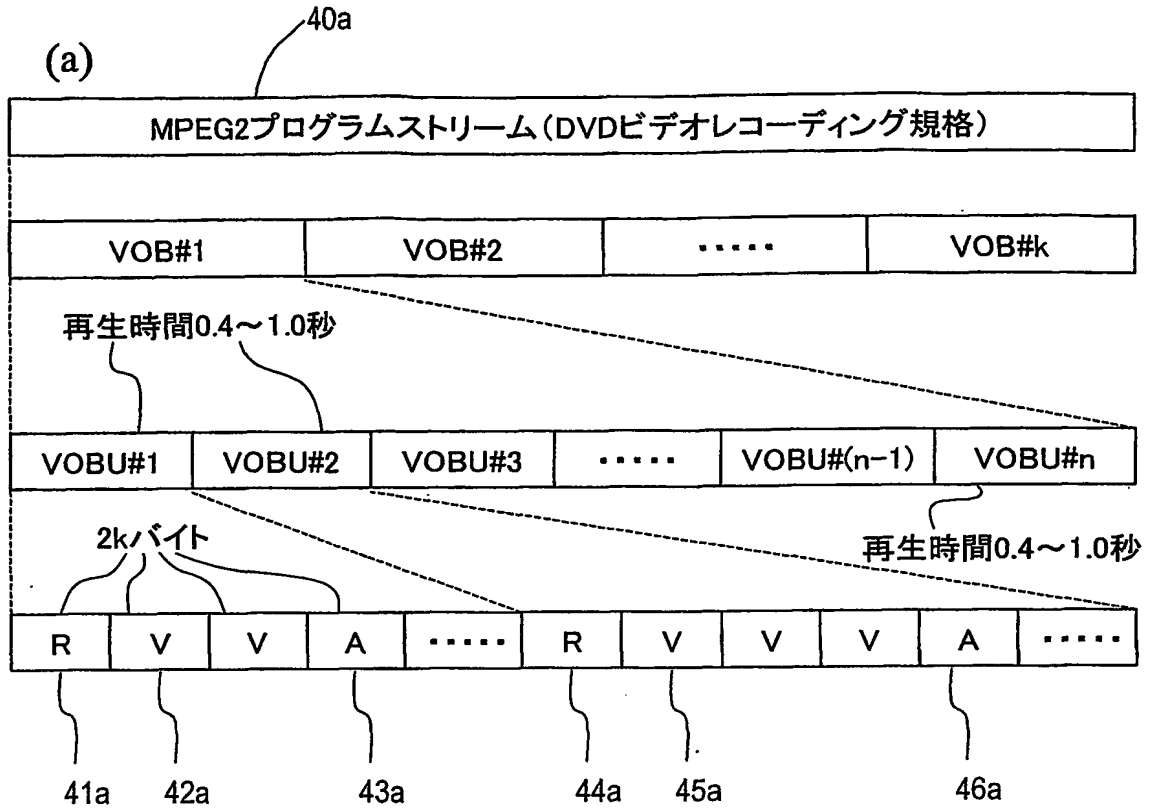 40a
(a)
MPEG2プログラムストリーム(DVDビデオレコーディング規格)
VOB#1 VOB#2 ····· VOB#k
再生時間0.4～1.0秒
VOBU#1 VOBU#2 VOBU#3 ····· VOBU#(n-1) VOBU#n
2kバイト
再生時間0.4～1.0秒
R V V A ····· R V V V A ·····
41a 42a 43a 44a 45a 46a